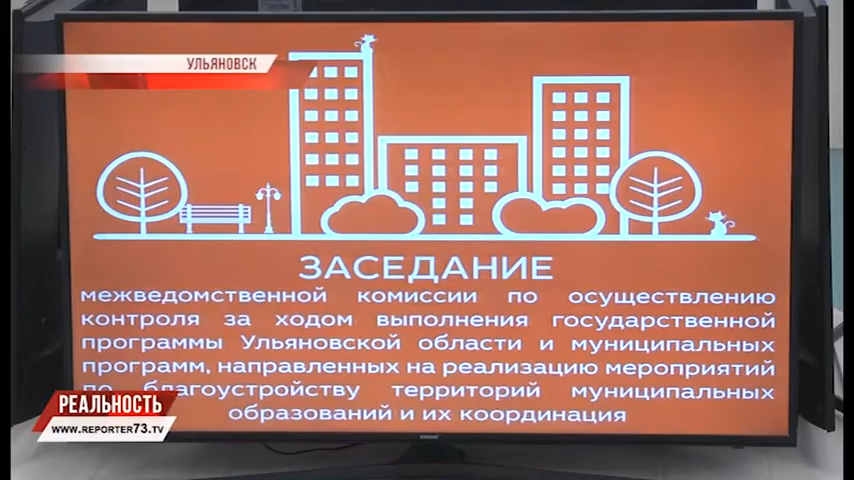 УЛЬЯНОВСК
ЗАСЕДАНИЕ
межведомственной комиссии по осуществлению
контроля за ходом выполнения государственной
программы Ульяновской области и муниципальных
программ, направленных на реализацию мероприятий
по благоустройству территорий муниципальных
образований и их координация
РЕАЛЬНОСТЬ
WWW.REPORTER73.TV